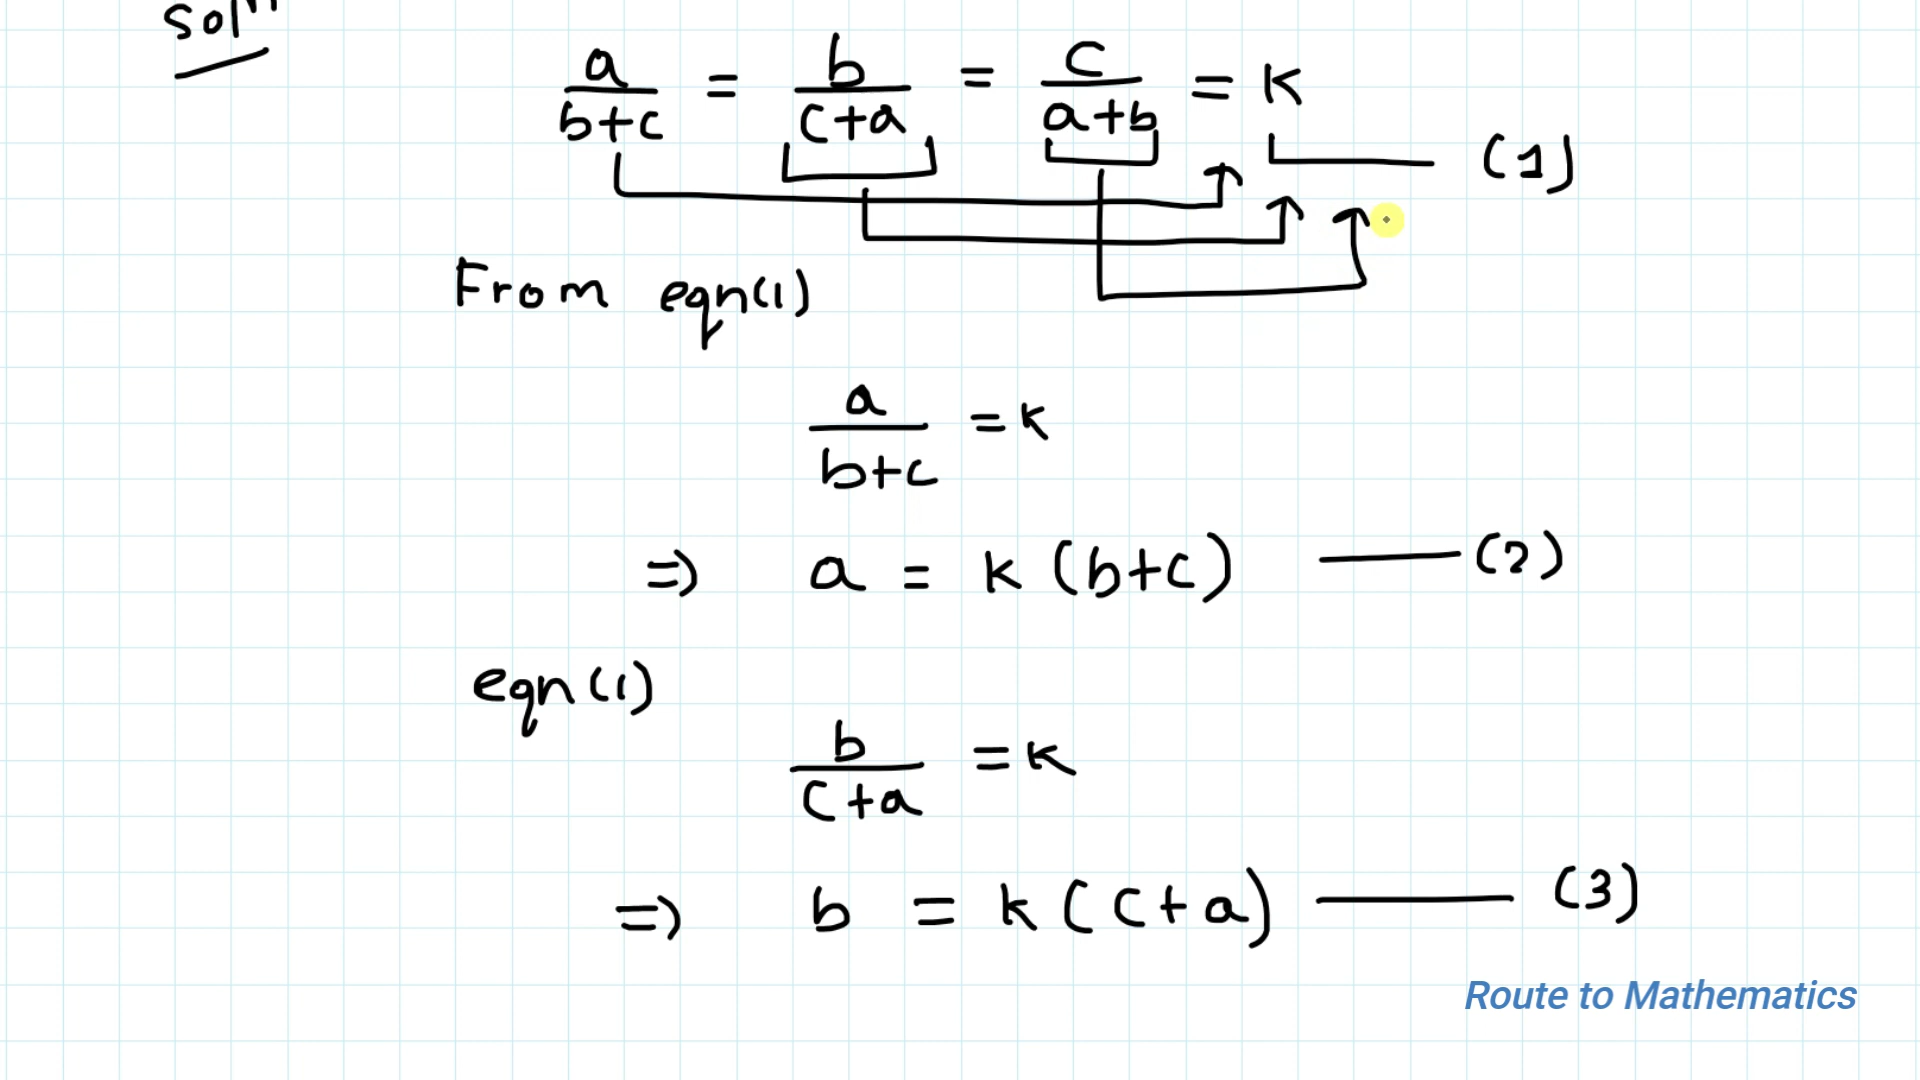 Soln
a/(b+c) = b/(c+a) = c/(a+b) = k (1)
From eqn(1)
a/(b+c) = k
=> a = k(b+c) — (2)
eqn(1)
b/(c+a) = k
=> b = k(c+a) — (3)
Route to Mathematics